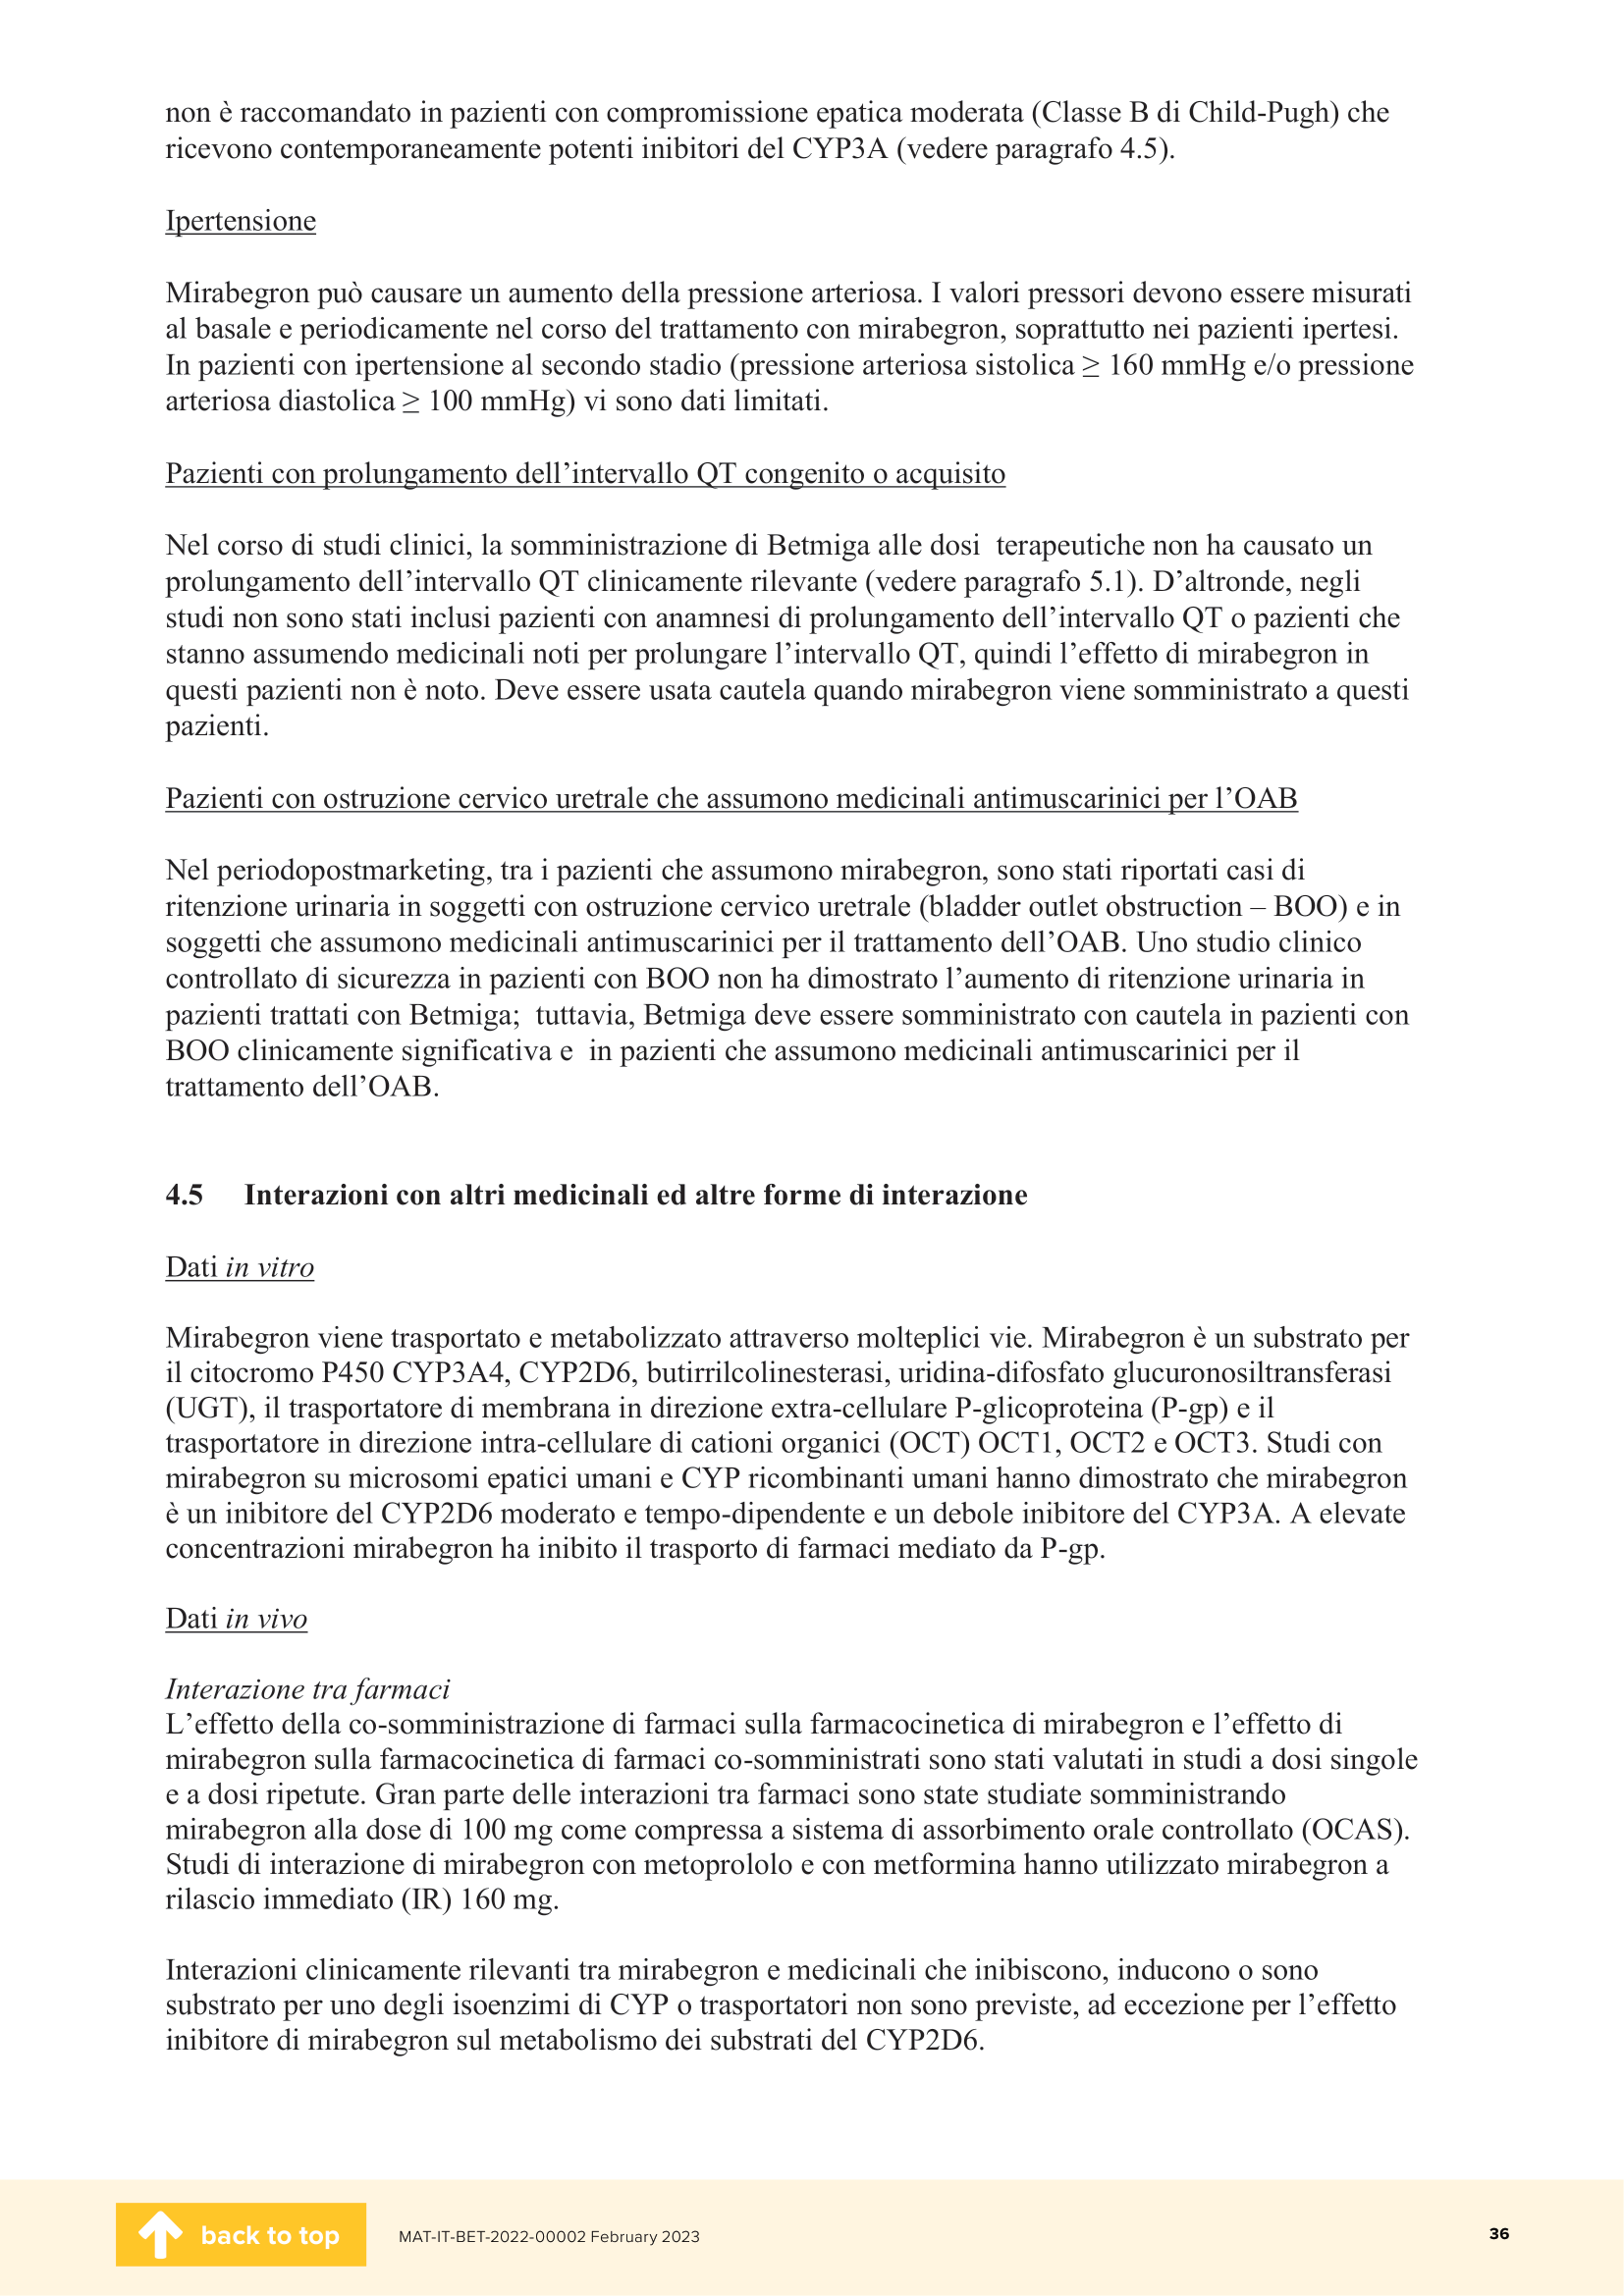 non è raccomandato in pazienti con compromissione epatica moderata (Classe B di Child-Pugh) che
ricevono contemporaneamente potenti inibitori del CYP3A (vedere paragrafo 4.5).
Ipertensione
Mirabegron può causare un aumento della pressione arteriosa. I valori pressori devono essere misurati
al basale e periodicamente nel corso del trattamento con mirabegron, soprattutto nei pazienti ipertesi.
In pazienti con ipertensione al secondo stadio (pressione arteriosa sistolica ≥ 160 mmHg e/o pressione
arteriosa diastolica ≥ 100 mmHg) vi sono dati limitati.
Pazienti con prolungamento dell’intervallo QT congenito o acquisito
Nel corso di studi clinici, la somministrazione di Betmiga alle dosi  terapeutiche non ha causato un
prolungamento dell’intervallo QT clinicamente rilevante (vedere paragrafo 5.1). D’altronde, negli
studi non sono stati inclusi pazienti con anamnesi di prolungamento dell’intervallo QT o pazienti che
stanno assumendo medicinali noti per prolungare l’intervallo QT, quindi l’effetto di mirabegron in
questi pazienti non è noto. Deve essere usata cautela quando mirabegron viene somministrato a questi
pazienti.
Pazienti con ostruzione cervico uretrale che assumono medicinali antimuscarinici per l’OAB
Nel periodopostmarketing, tra i pazienti che assumono mirabegron, sono stati riportati casi di
ritenzione urinaria in soggetti con ostruzione cervico uretrale (bladder outlet obstruction – BOO) e in
soggetti che assumono medicinali antimuscarinici per il trattamento dell’OAB. Uno studio clinico
controllato di sicurezza in pazienti con BOO non ha dimostrato l’aumento di ritenzione urinaria in
pazienti trattati con Betmiga;  tuttavia, Betmiga deve essere somministrato con cautela in pazienti con
BOO clinicamente significativa e  in pazienti che assumono medicinali antimuscarinici per il
trattamento dell’OAB.
4.5 Interazioni con altri medicinali ed altre forme di interazione
Dati in vitro
Mirabegron viene trasportato e metabolizzato attraverso molteplici vie. Mirabegron è un substrato per
il citocromo P450 CYP3A4, CYP2D6, butirrilcolinesterasi, uridina-difosfato glucuronosiltransferasi
(UGT), il trasportatore di membrana in direzione extra-cellulare P-glicoproteina (P-gp) e il
trasportatore in direzione intra-cellulare di cationi organici (OCT) OCT1, OCT2 e OCT3. Studi con
mirabegron su microsomi epatici umani e CYP ricombinanti umani hanno dimostrato che mirabegron
è un inibitore del CYP2D6 moderato e tempo-dipendente e un debole inibitore del CYP3A. A elevate
concentrazioni mirabegron ha inibito il trasporto di farmaci mediato da P-gp.
Dati in vivo
Interazione tra farmaci
L’effetto della co-somministrazione di farmaci sulla farmacocinetica di mirabegron e l’effetto di
mirabegron sulla farmacocinetica di farmaci co-somministrati sono stati valutati in studi a dosi singole
e a dosi ripetute. Gran parte delle interazioni tra farmaci sono state studiate somministrando
mirabegron alla dose di 100 mg come compressa a sistema di assorbimento orale controllato (OCAS).
Studi di interazione di mirabegron con metoprololo e con metformina hanno utilizzato mirabegron a
rilascio immediato (IR) 160 mg.
Interazioni clinicamente rilevanti tra mirabegron e medicinali che inibiscono, inducono o sono
substrato per uno degli isoenzimi di CYP o trasportatori non sono previste, ad eccezione per l’effetto
inibitore di mirabegron sul metabolismo dei substrati del CYP2D6.
back to top
MAT-IT-BET-2022-00002 February 2023
36